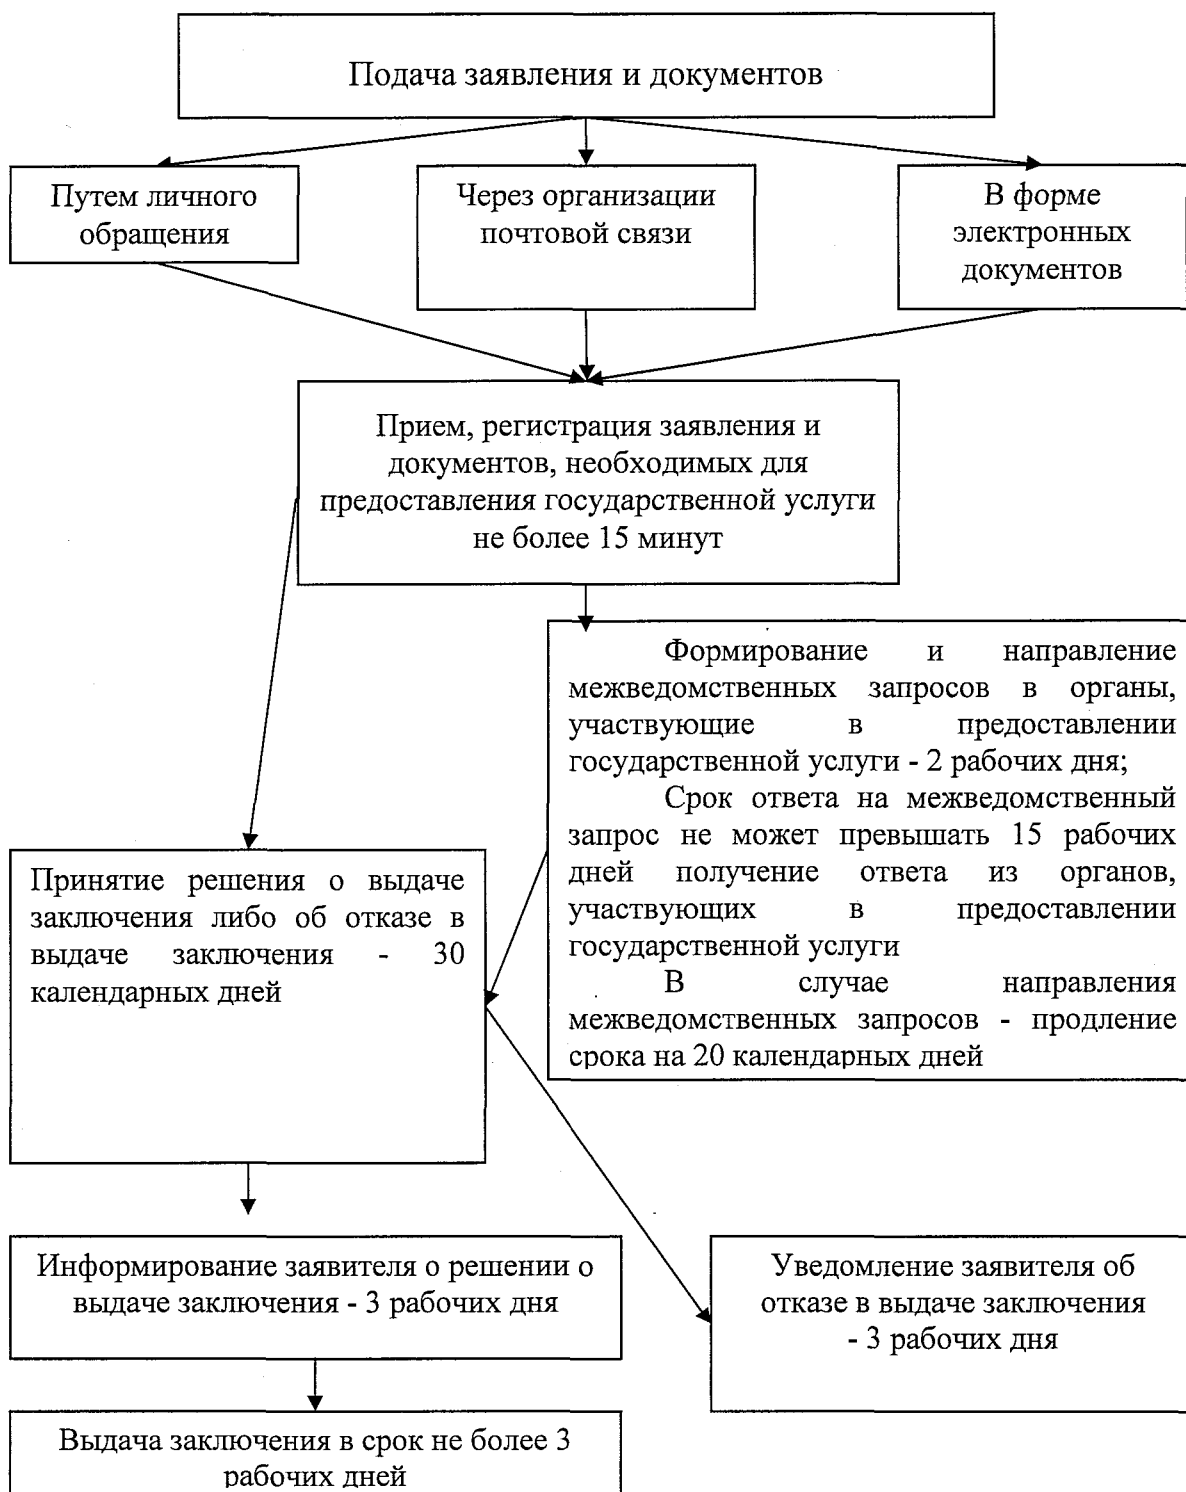 Подача заявления и документов
Путем личного
обращения
Через организации
почтовой связи
В форме
электронных
документов
Прием, регистрация заявления и
документов, необходимых для
предоставления государственной услуги
не более 15 минут
Формирование и направление
межведомственных запросов в органы,
участвующие в предоставлении
государственной услуги - 2 рабочих дня;
Срок ответа на межведомственный
запрос не может превышать 15 рабочих
дней получение ответа из органов,
участвующих в предоставлении
государственной услуги
В случае направления
межведомственных запросов - продление
срока на 20 календарных дней
Принятие решения о выдаче
заключения либо об отказе в
выдаче заключения - 30
календарных дней
Информирование заявителя о решении о
выдаче заключения - 3 рабочих дня
Уведомление заявителя об
отказе в выдаче заключения
- 3 рабочих дня
Выдача заключения в срок не более 3
рабочих дней